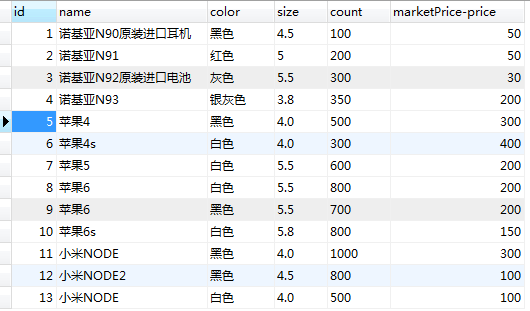 id name color size count marketPrice-price
1 诺基亚N90原装进口耳机 黑色 4.5 100 50
2 诺基亚N91 红色 5 200 50
3 诺基亚N92原装进口电池 灰色 5.5 300 30
4 诺基亚N93 银灰色 3.8 350 200
5 苹果4 黑色 4.0 500 300
6 苹果4s 白色 4.0 300 400
7 苹果5 白色 5.5 600 200
8 苹果6 白色 5.5 800 200
9 苹果6 黑色 5.5 700 200
10 苹果6s 白色 5.8 800 150
11 小米NODE 黑色 4.0 1000 300
12 小米NODE2 黑色 4.5 800 100
13 小米NODE 白色 4.0 500 100